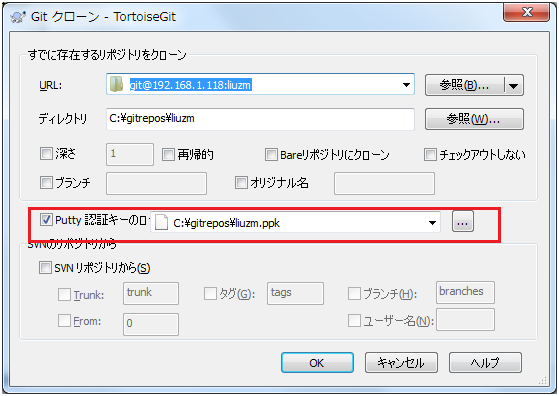 Git クローン - TortoiseGit
すでに存在するリポジトリをクローン
URL: git@192.168.1.118:liuzm 参照(B)...
ディレクトリ C:¥gitrepos¥liuzm 参照(W)...
深さ 1 再帰的 Bareリポジトリにクローン チェックアウトしない
ブランチ オリジナル名
Putty 認証キーのロ C:¥gitrepos¥liuzm.ppk ...
SVNのリポジトリから
SVN リポジトリから(S)
Trunk: trunk タグ(G): tags ブランチ(H): branches
From: 0 ユーザー名(N):
OK キャンセル ヘルプ